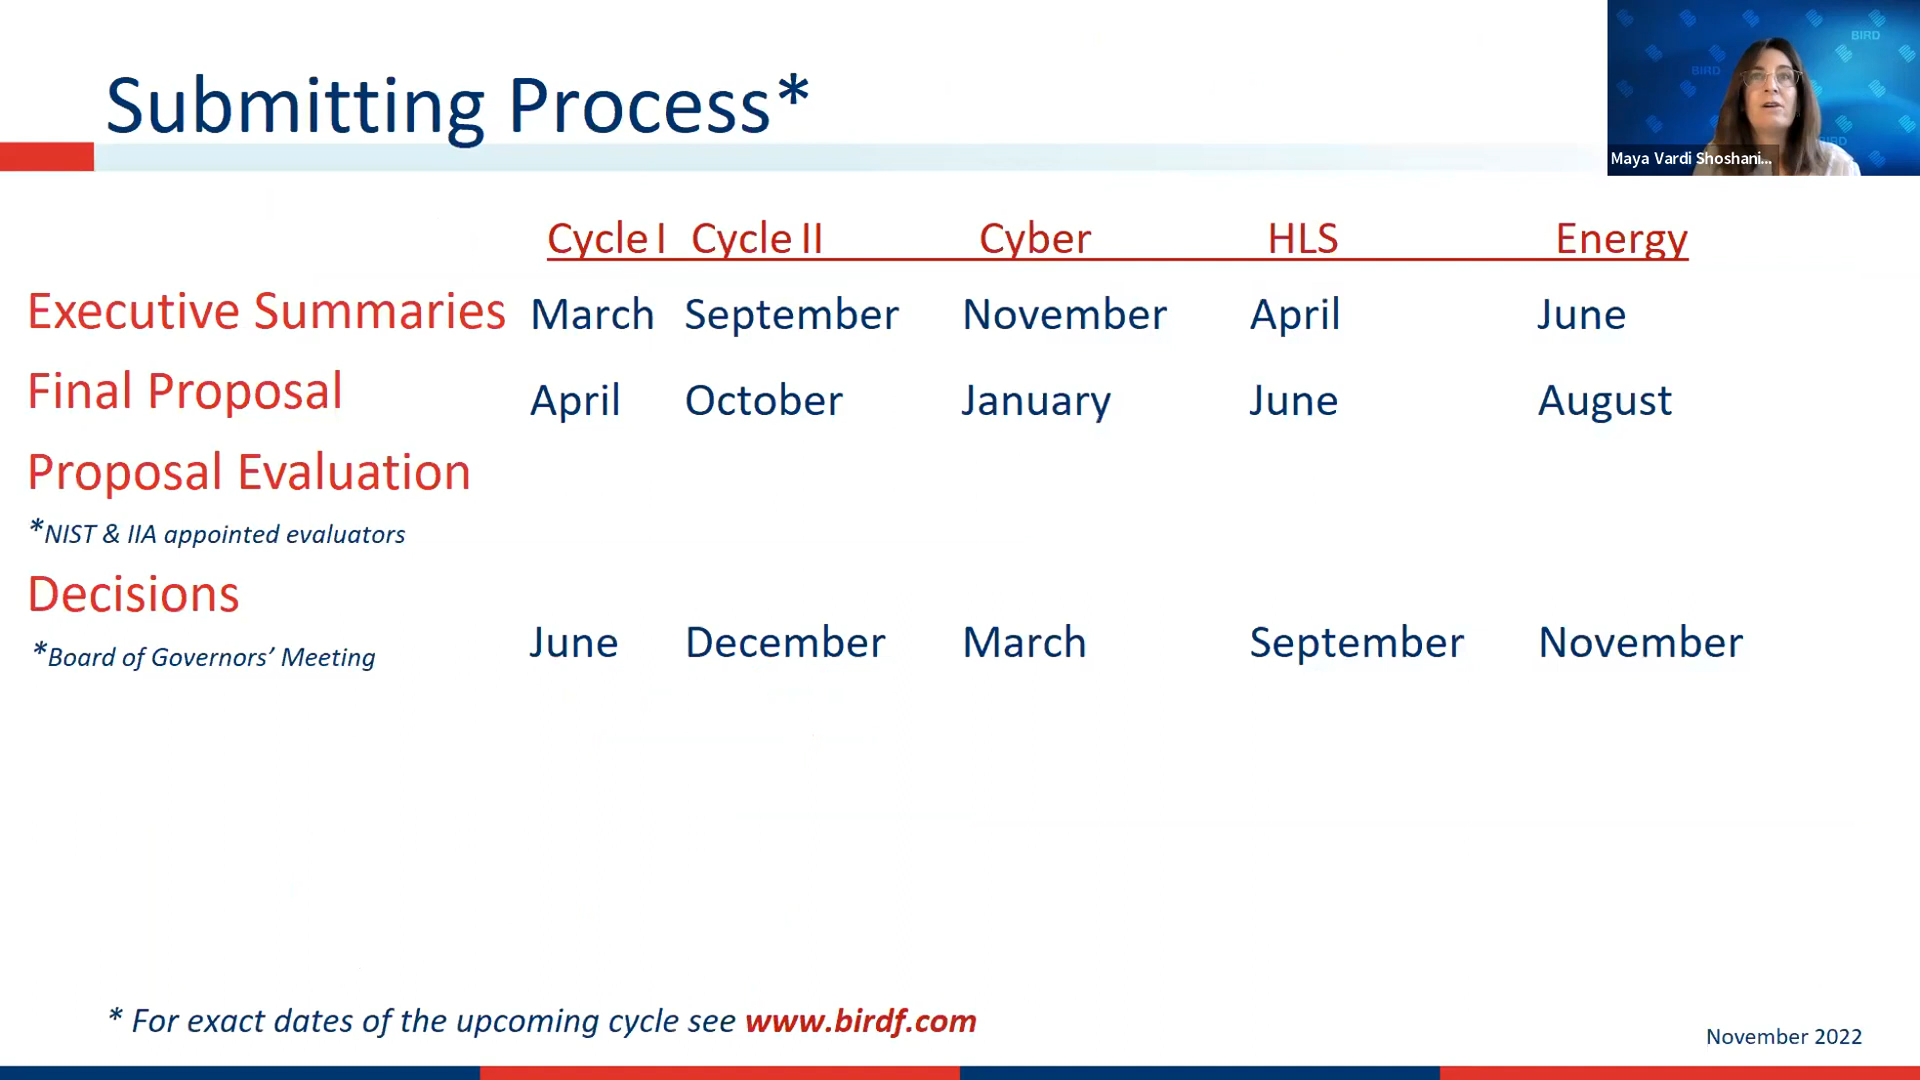 Submitting Process*
BIRD
BIRD
BIRD
Maya Vardi Shoshani...
Cycle I Cycle II Cyber HLS Energy
Executive Summaries March September November April June
Final Proposal April October January June August
Proposal Evaluation
*NIST & IIA appointed evaluators
Decisions
June December March September November
*Board of Governors’ Meeting
* For exact dates of the upcoming cycle see www.birdf.com
November 2022